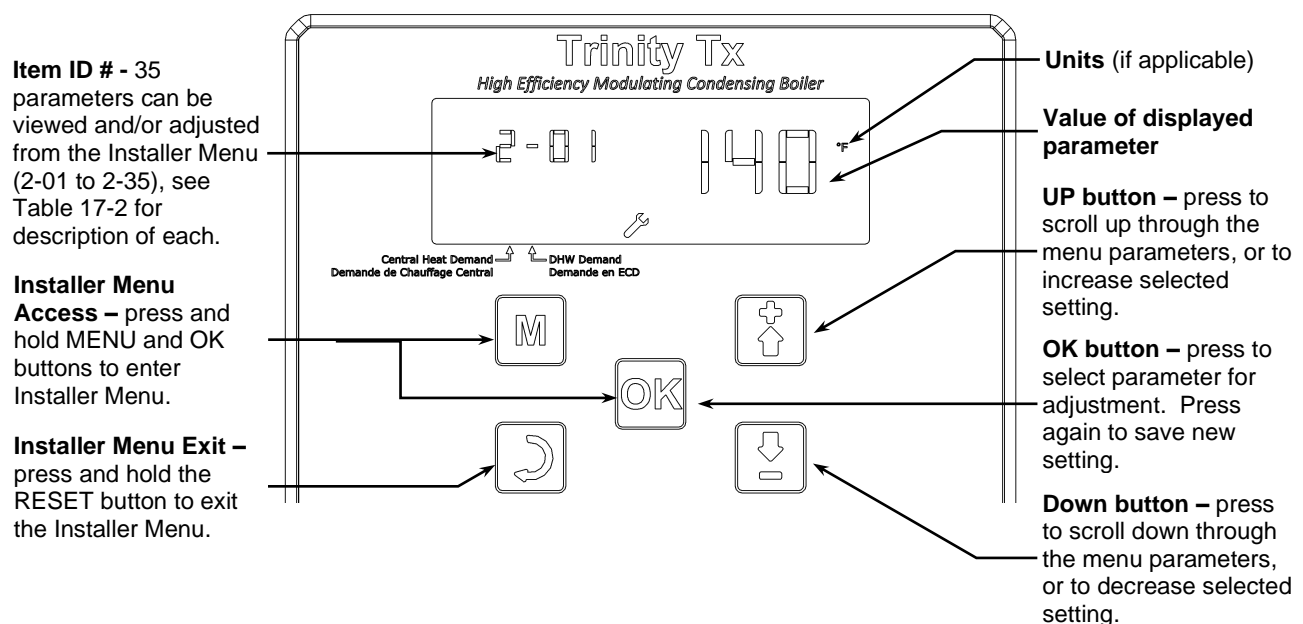 Item ID # - 35
parameters can be
viewed and/or adjusted
from the Installer Menu
(2-01 to 2-35), see
Table 17-2 for
description of each.
Installer Menu
Access – press and
hold MENU and OK
buttons to enter
Installer Menu.
Installer Menu Exit –
press and hold the
RESET button to exit
the Installer Menu.
Trinity Tx
High Efficiency Modulating Condensing Boiler
2-01 140 °F
Central Heat Demand
Demande de Chauffage Central
DHW Demand
Demande en ECD
M
OK
Units (if applicable)
Value of displayed
parameter
UP button – press to
scroll up through the
menu parameters, or to
increase selected
setting.
OK button – press to
select parameter for
adjustment. Press
again to save new
setting.
Down button – press
to scroll down through
the menu parameters,
or to decrease selected
setting.